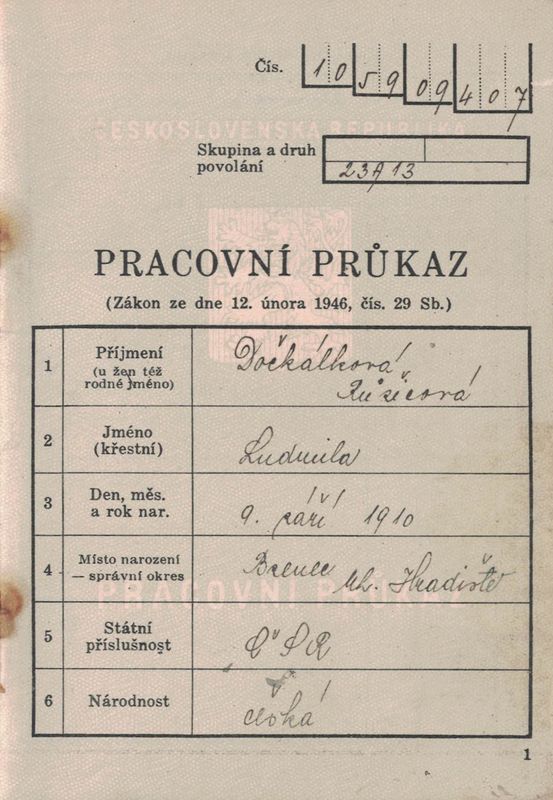 Čís. 1 0 5 9 0 9 4 0 7
ČESKOSLOVENSKÁ REPUBLIKA
Skupina a druh
povolání
23A13
PRACOVNÍ PRŮKAZ
(Zákon ze dne 12. února 1946, čís. 29 Sb.)
1 Příjmení
(u žen též
rodné jméno)
Dočkálková
Růžičová
2 Jméno
(křestní)
Ludmila
3 Den, měs.
a rok nar.
9. září 1910
4 Místo narození
— správní okres
Uh. Hradiště
PRACOVNÍ PRŮKAZ
5 Státní
příslušnost
ČSR
6 Národnost
česká
1